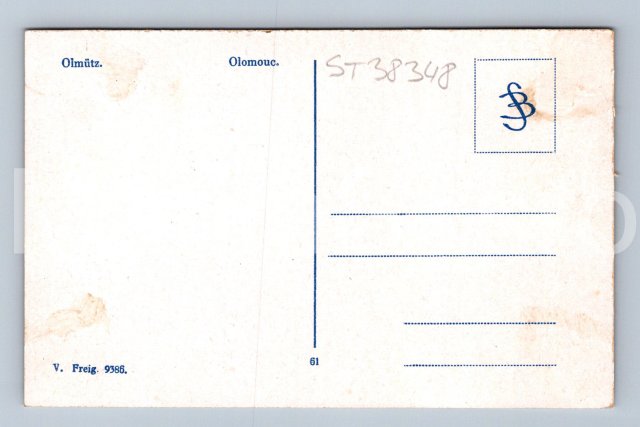 Olmütz.
Olomouc.
ST38348
61
V. Freig. 9386.